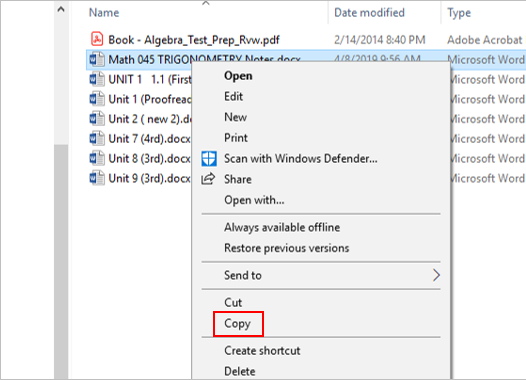 Name Date modified Type
Book - Algebra_Test_Prep_Rvw.pdf 2/14/2014 8:40 PM Adobe Acrobat
Math 045 TRIGONOMETRY Notes.docx 4/8/2019 9:56 AM Microsoft Word
UNIT 1 1.1 (First Microsoft Word
Unit 1 (Proofread Microsoft Word
Unit 2 ( new 2).do Microsoft Word
Unit 7 (4rd).docx Microsoft Word
Unit 8 (3rd).docx Microsoft Word
Unit 9 (3rd).docx Microsoft Word
Open
Edit
New
Print
Scan with Windows Defender...
Share
Open with...
Always available offline
Restore previous versions
Send to
Cut
Copy
Create shortcut
Delete